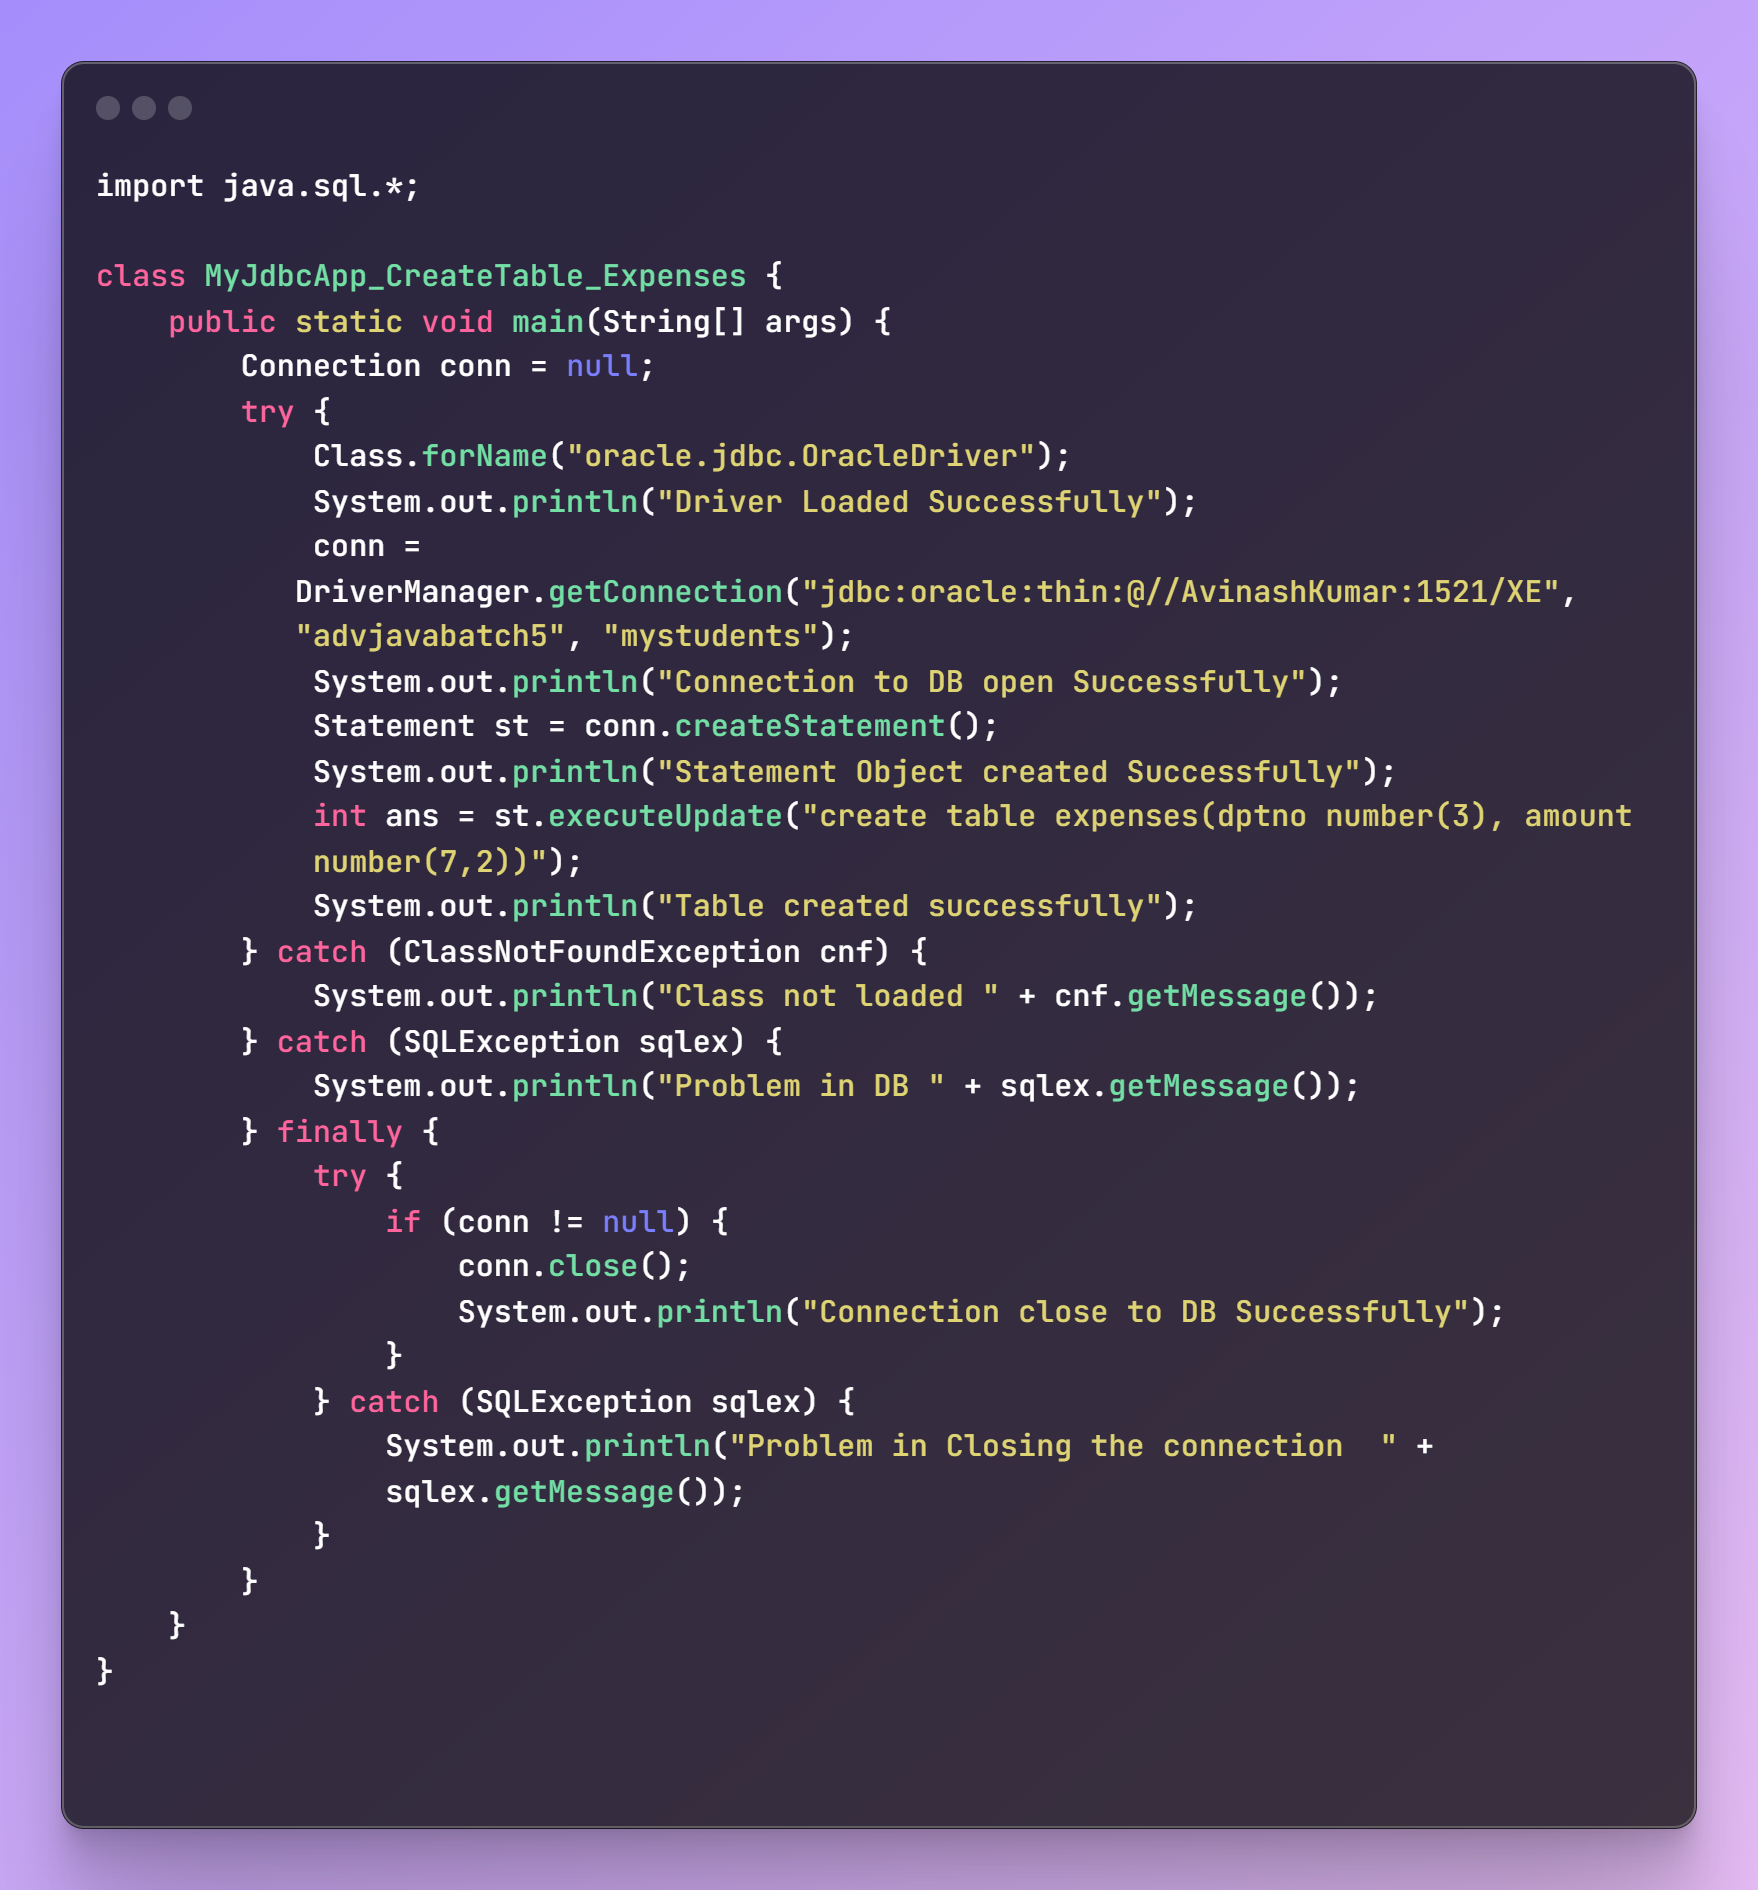 import java.sql.*;

class MyJdbcApp_CreateTable_Expenses {
    public static void main(String[] args) {
        Connection conn = null;
        try {
            Class.forName("oracle.jdbc.OracleDriver");
            System.out.println("Driver Loaded Successfully");
            conn =
           DriverManager.getConnection("jdbc:oracle:thin:@//AvinashKumar:1521/XE",
           "advjavabatch5", "mystudents");
            System.out.println("Connection to DB open Successfully");
            Statement st = conn.createStatement();
            System.out.println("Statement Object created Successfully");
            int ans = st.executeUpdate("create table expenses(dptno number(3), amount
            number(7,2))");
            System.out.println("Table created successfully");
        } catch (ClassNotFoundException cnf) {
            System.out.println("Class not loaded " + cnf.getMessage());
        } catch (SQLException sqlex) {
            System.out.println("Problem in DB " + sqlex.getMessage());
        } finally {
            try {
                if (conn != null) {
                    conn.close();
                    System.out.println("Connection close to DB Successfully");
                }
            } catch (SQLException sqlex) {
                System.out.println("Problem in Closing the connection  " +
                sqlex.getMessage());
            }
        }
    }
}